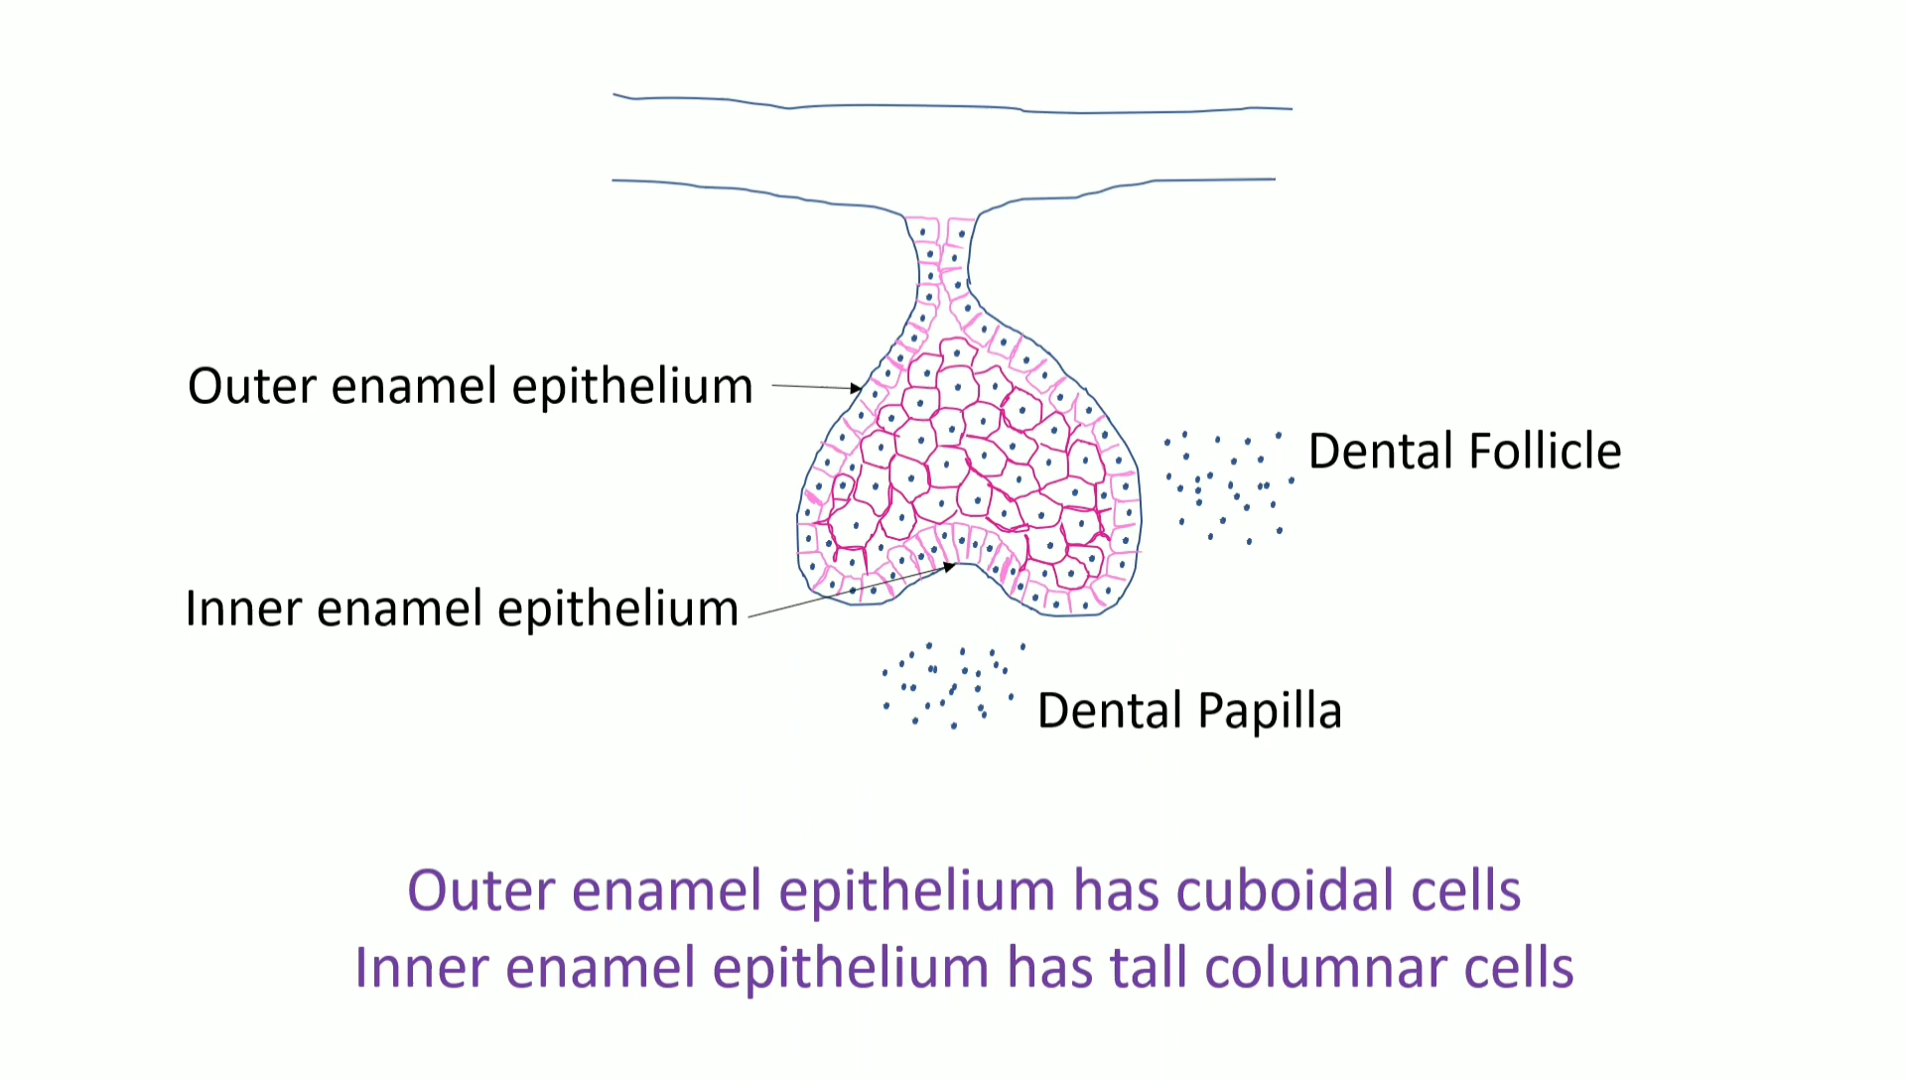 Outer enamel epithelium
Dental Follicle
Inner enamel epithelium
Dental Papilla
Outer enamel epithelium has cuboidal cells
Inner enamel epithelium has tall columnar cells